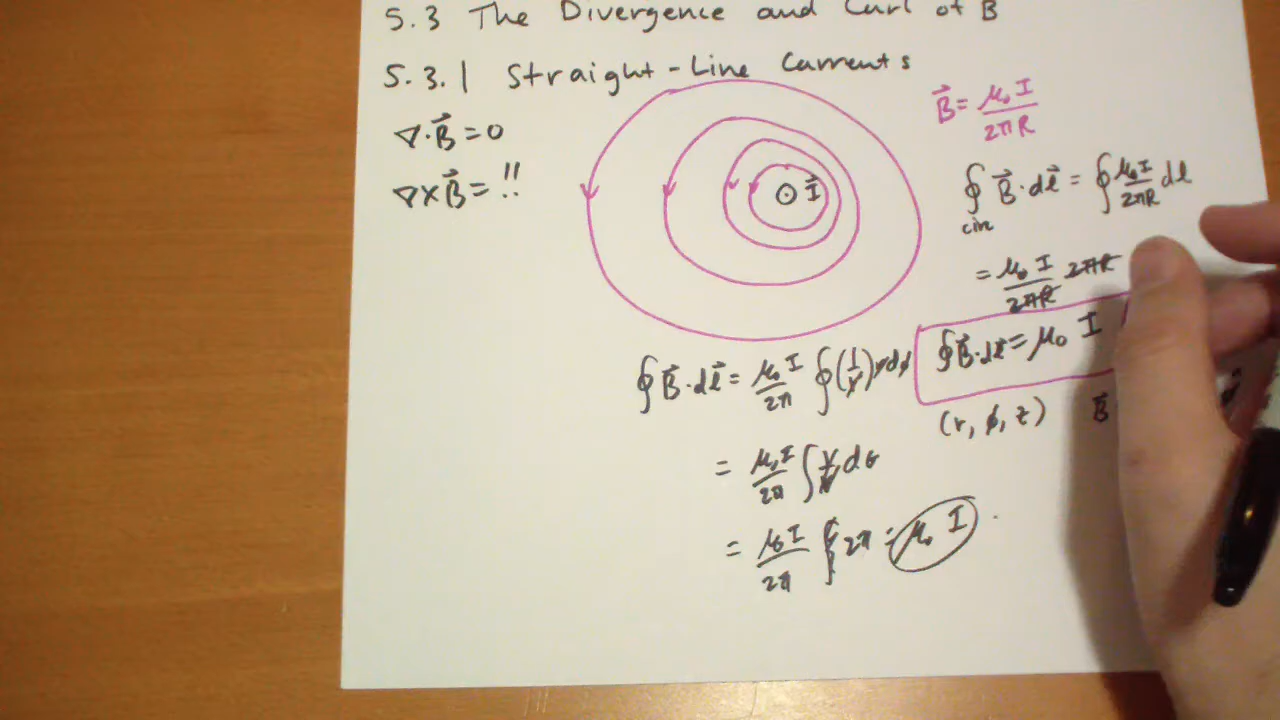 5.3 The Divergence and Curl of B
5.3.1 Straight-Line Currents
∇·B⃗=0
∇×B⃗= !!
I⃗
B⃗= μ₀I/2πR
∮ B⃗·dl⃗ = ∮ μ₀I/2πR dl
circ
= μ₀I/2πR 2πR
∮B⃗·dl⃗= μ₀ I
∮B⃗·dl⃗= μ₀I/2π ∮(1/r) r dϕ
(r, ϕ, z) B⃗
= μ₀I/2π ∫ r/r dϕ
= μ₀I/2π 2π = μ₀ I